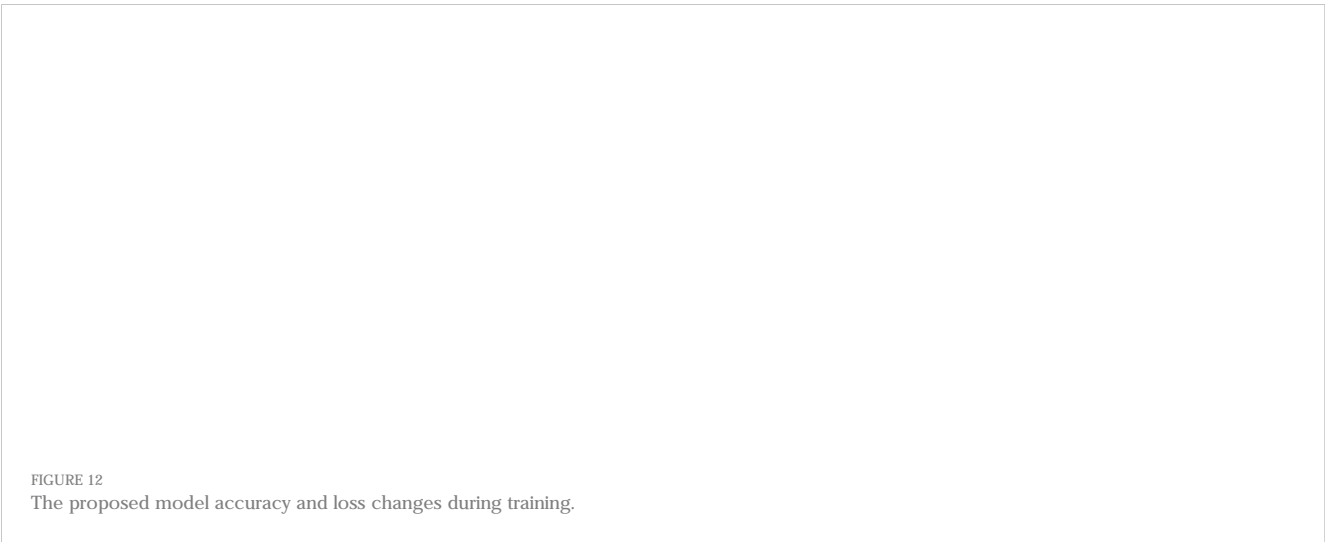 FIGURE 12
The proposed model accuracy and loss changes during training.